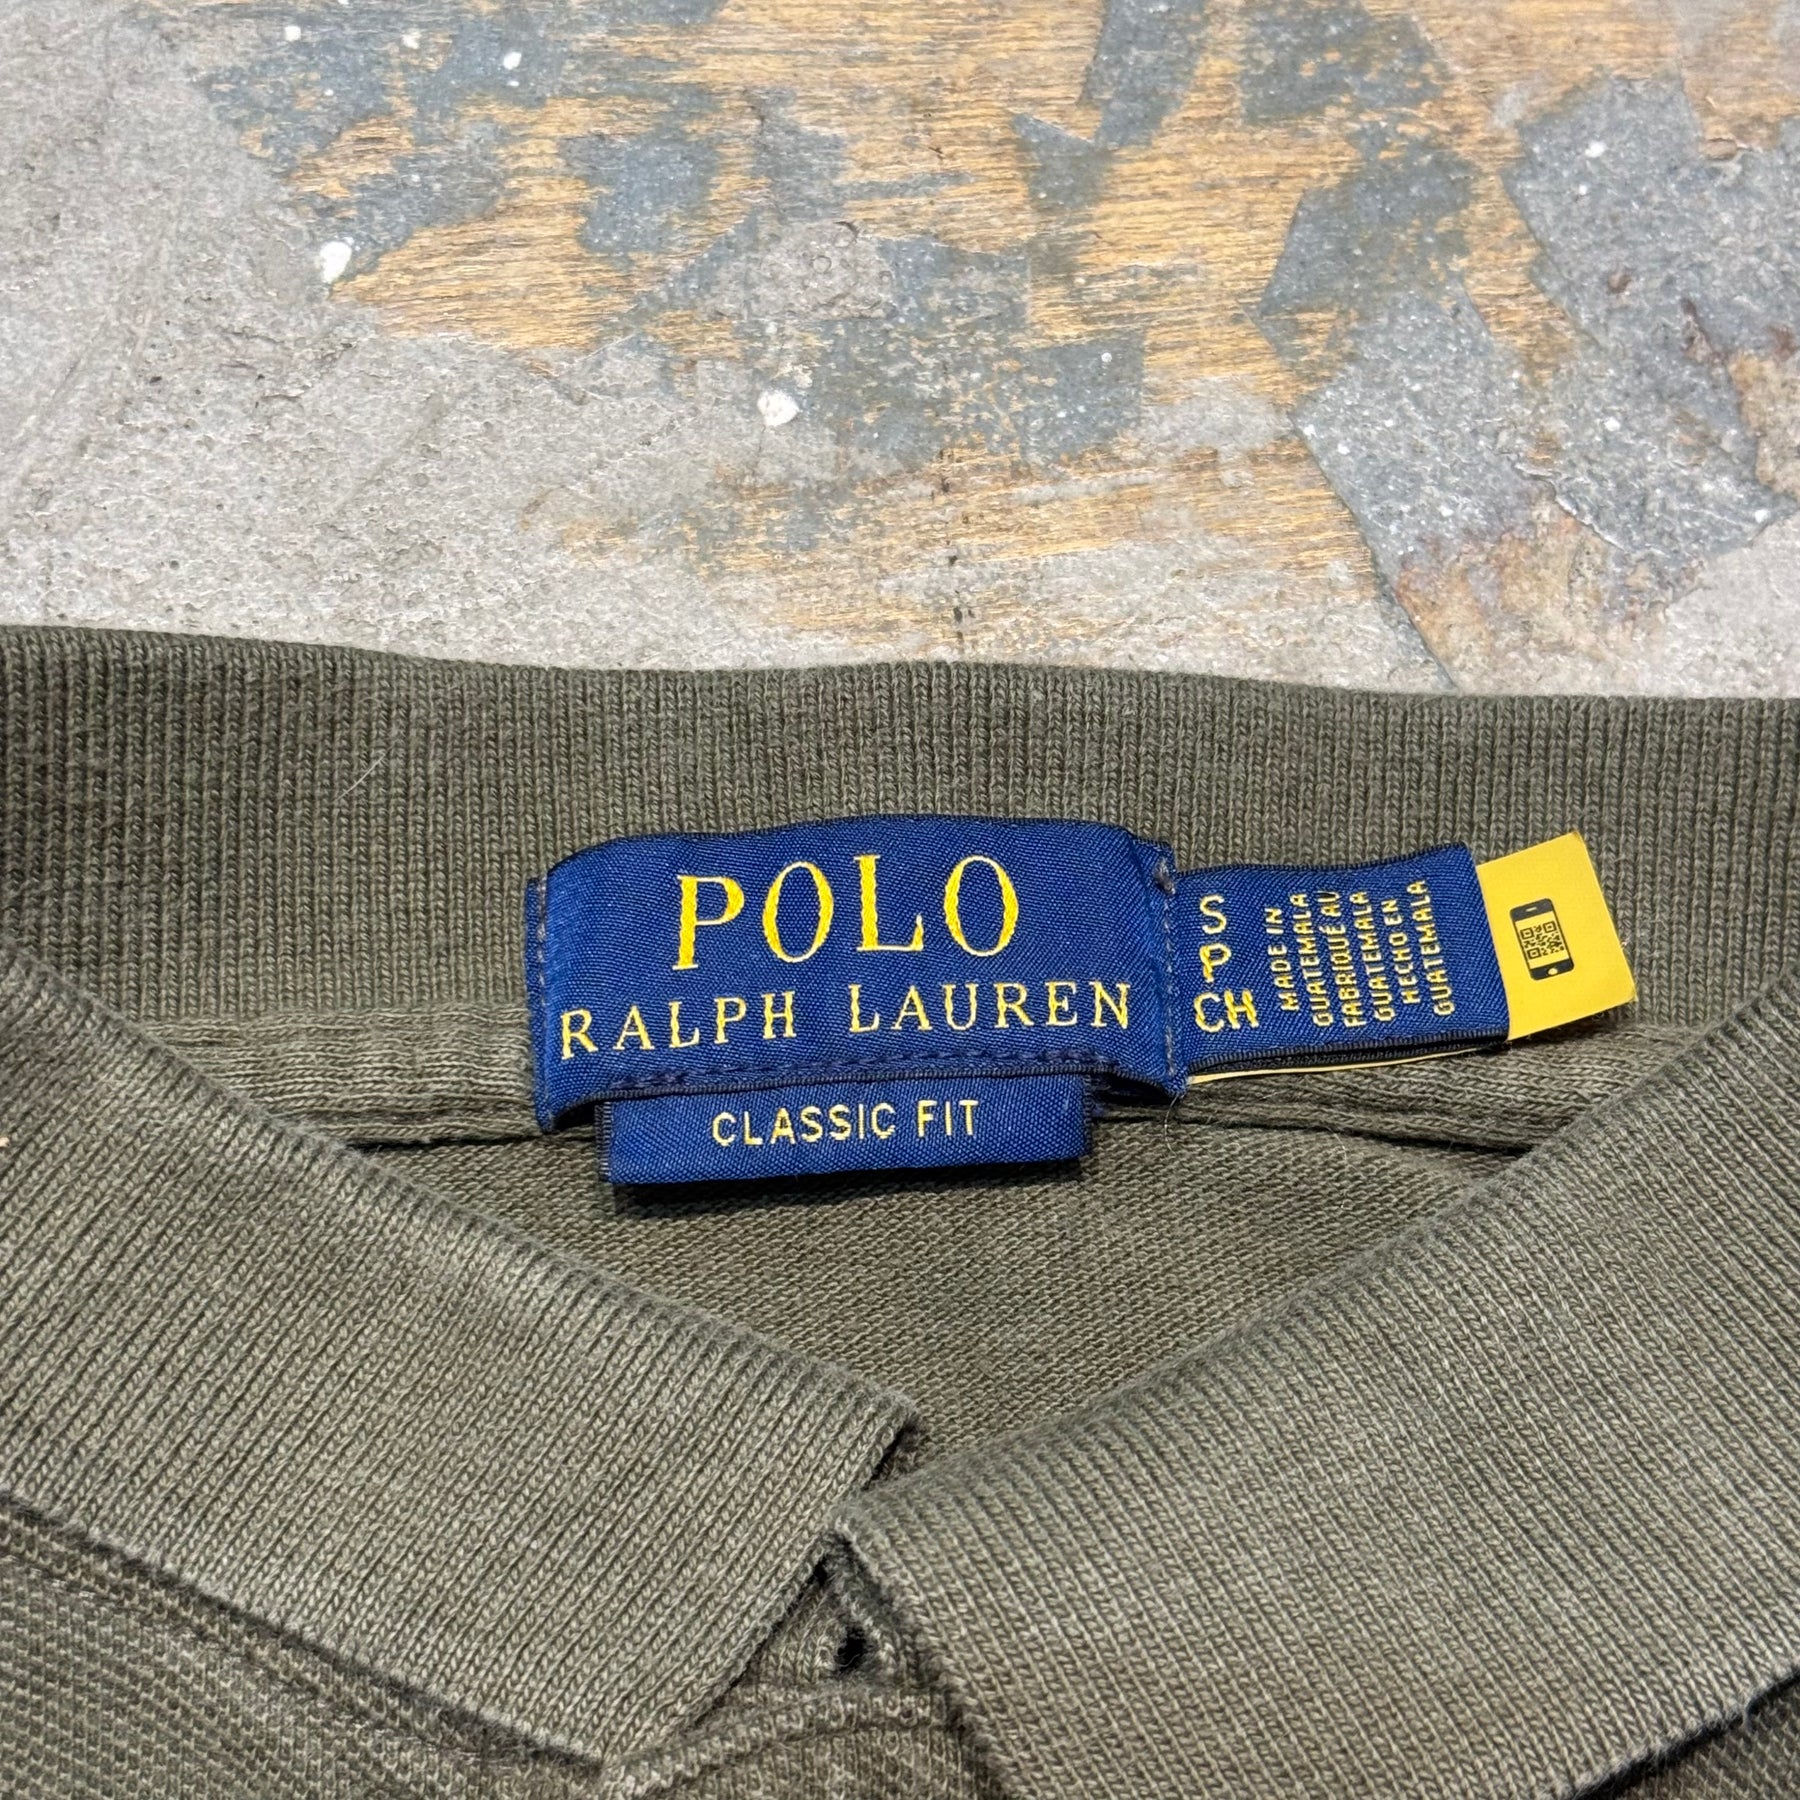 POLO
RALPH LAUREN
CLASSIC FIT
S
P
CH
MADE IN
GUATEMALA
FABRIQUÉ AU
GUATEMALA
HECHO EN
GUATEMALA